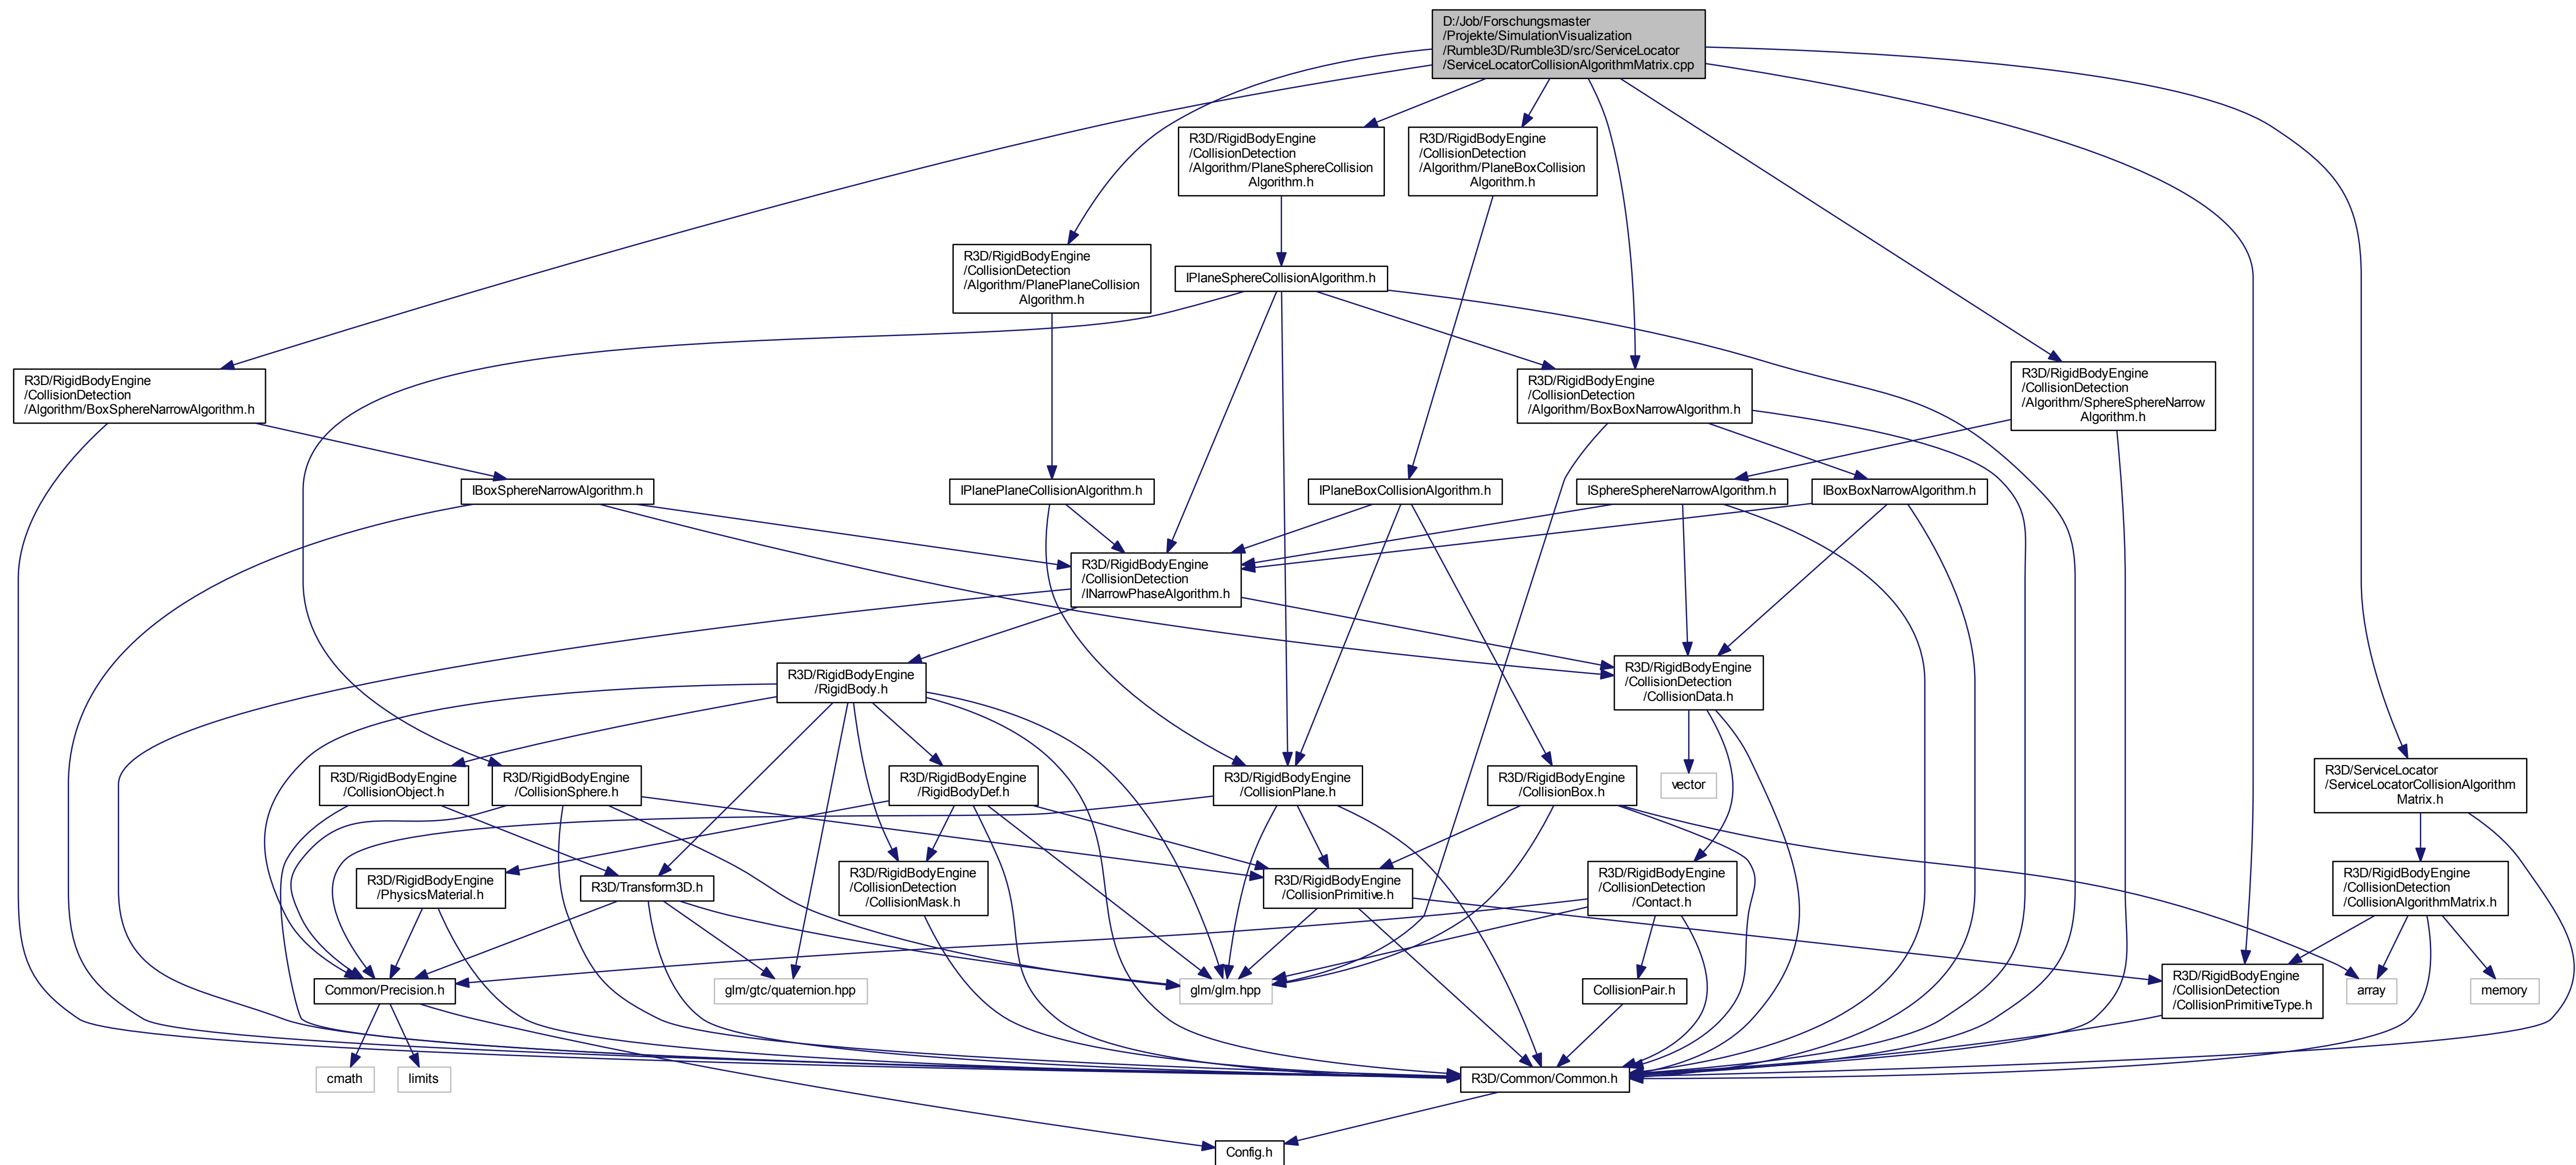 D:/Job/Forschungsmaster
/Projekte/SimulationVisualization
/Rumble3D/Rumble3D/src/ServiceLocator
/ServiceLocatorCollisionAlgorithmMatrix.cpp
R3D/RigidBodyEngine
/CollisionDetection
/Algorithm/PlaneSphereCollision
Algorithm.h
R3D/RigidBodyEngine
/CollisionDetection
/Algorithm/PlaneBoxCollision
Algorithm.h
R3D/RigidBodyEngine
/CollisionDetection
/Algorithm/PlanePlaneCollision
Algorithm.h
IPlaneSphereCollisionAlgorithm.h
R3D/RigidBodyEngine
/CollisionDetection
/Algorithm/BoxSphereNarrowAlgorithm.h
R3D/RigidBodyEngine
/CollisionDetection
/Algorithm/BoxBoxNarrowAlgorithm.h
R3D/RigidBodyEngine
/CollisionDetection
/Algorithm/SphereSphereNarrow
Algorithm.h
IBoxSphereNarrowAlgorithm.h
IPlanePlaneCollisionAlgorithm.h
IPlaneBoxCollisionAlgorithm.h
ISphereSphereNarrowAlgorithm.h
IBoxBoxNarrowAlgorithm.h
R3D/RigidBodyEngine
/CollisionDetection
/INarrowPhaseAlgorithm.h
R3D/RigidBodyEngine
/RigidBody.h
R3D/RigidBodyEngine
/CollisionDetection
/CollisionData.h
R3D/RigidBodyEngine
/CollisionObject.h
R3D/RigidBodyEngine
/CollisionSphere.h
R3D/RigidBodyEngine
/RigidBodyDef.h
R3D/RigidBodyEngine
/CollisionPlane.h
R3D/RigidBodyEngine
/CollisionBox.h
vector
R3D/ServiceLocator
/ServiceLocatorCollisionAlgorithm
Matrix.h
R3D/RigidBodyEngine
/PhysicsMaterial.h
R3D/Transform3D.h
R3D/RigidBodyEngine
/CollisionDetection
/CollisionMask.h
R3D/RigidBodyEngine
/CollisionPrimitive.h
R3D/RigidBodyEngine
/CollisionDetection
/Contact.h
R3D/RigidBodyEngine
/CollisionDetection
/CollisionAlgorithmMatrix.h
Common/Precision.h
glm/gtc/quaternion.hpp
glm/glm.hpp
CollisionPair.h
R3D/RigidBodyEngine
/CollisionDetection
/CollisionPrimitiveType.h
array
memory
cmath
limits
R3D/Common/Common.h
Config.h